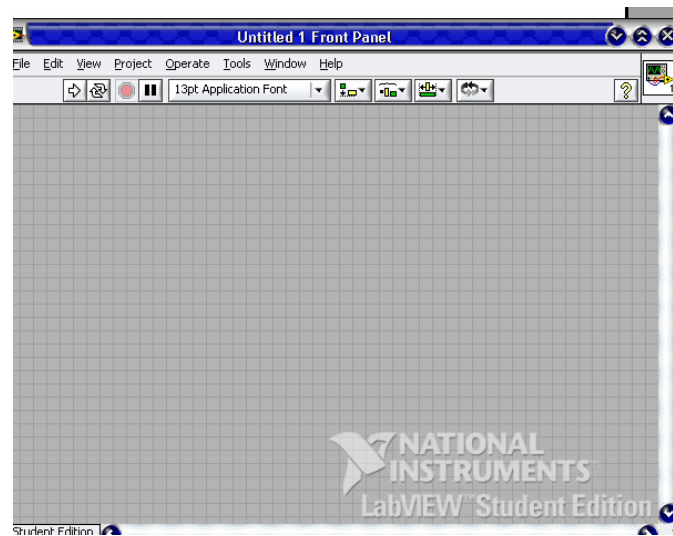 Untitled 1 Front Panel
File Edit View Project Operate Tools Window Help
13pt Application Font ?
NATIONAL
INSTRUMENTS
LabVIEW™ Student Edition
Student Edition